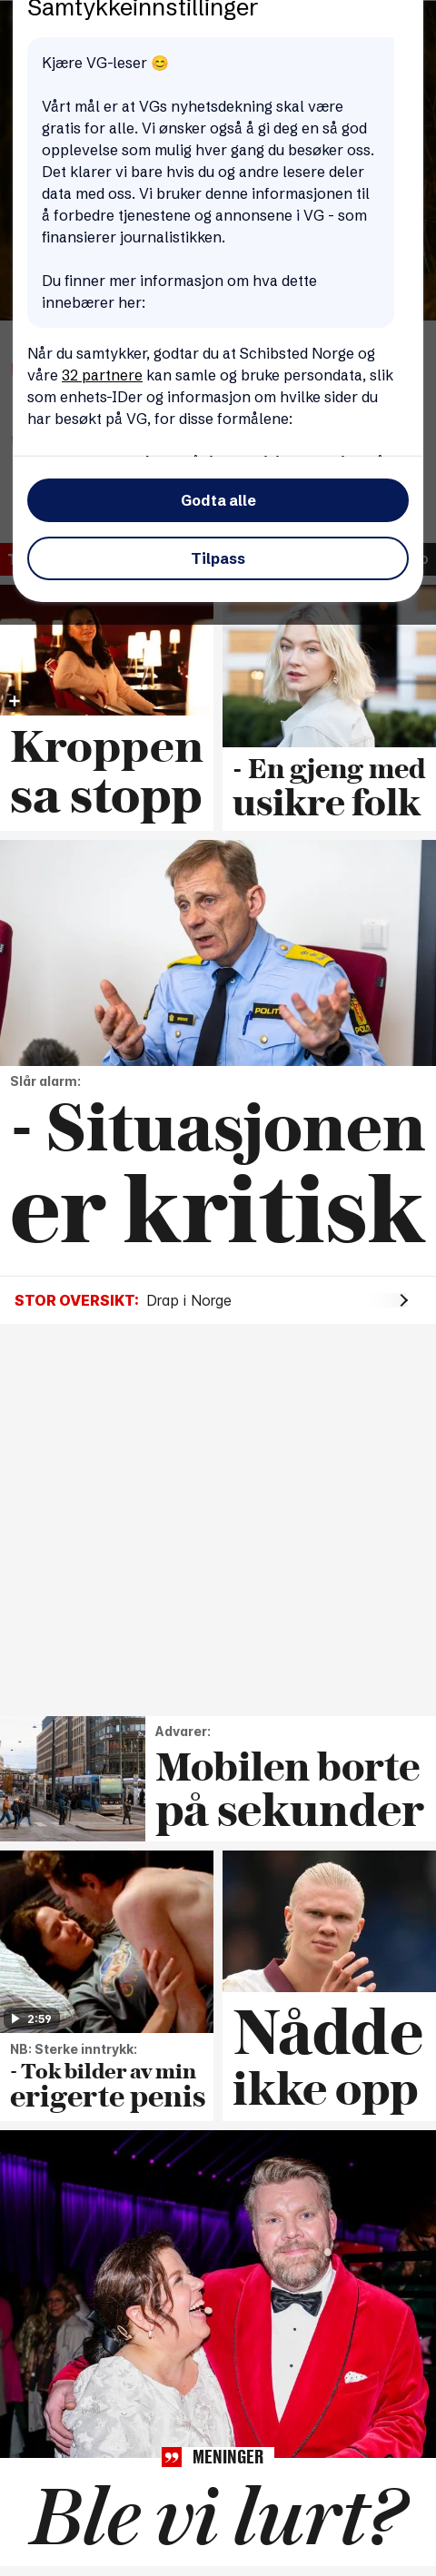 Samtykkeinnstillinger
Kjære VG-leser 😊
Vårt mål er at VGs nyhetsdekning skal være
gratis for alle. Vi ønsker også å gi deg en så god
opplevelse som mulig hver gang du besøker oss.
Det klarer vi bare hvis du og andre lesere deler
data med oss. Vi bruker denne informasjonen til
å forbedre tjenestene og annonsene i VG - som
finansierer journalistikken.
Du finner mer informasjon om hva dette
innebærer her:
Når du samtykker, godtar du at Schibsted Norge og
våre 32 partnere kan samle og bruke persondata, slik
som enhets-IDer og informasjon om hvilke sider du
har besøkt på VG, for disse formålene:
Godta alle
Tilpass
Kroppen
sa stopp
- En gjeng med
usikre folk
POLITI
Slår alarm:
- Situasjonen
er kritisk
STOR OVERSIKT: Drap i Norge
Advarer:
Mobilen borte
på sekunder
2:59
NB: Sterke inntrykk:
- Tok bilder av min
erigerte penis
Nådde
ikke opp
MENINGER
Ble vi lurt?